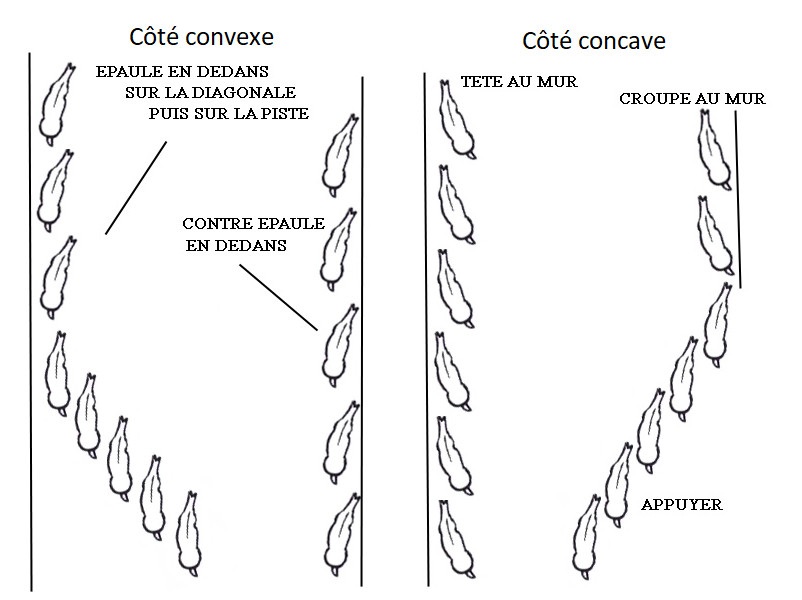 Côté convexe
EPAULE EN DEDANS
SUR LA DIAGONALE
PUIS SUR LA PISTE
CONTRE EPAULE
EN DEDANS
Côté concave
TETE AU MUR
CROUPE AU MUR
APPUYER